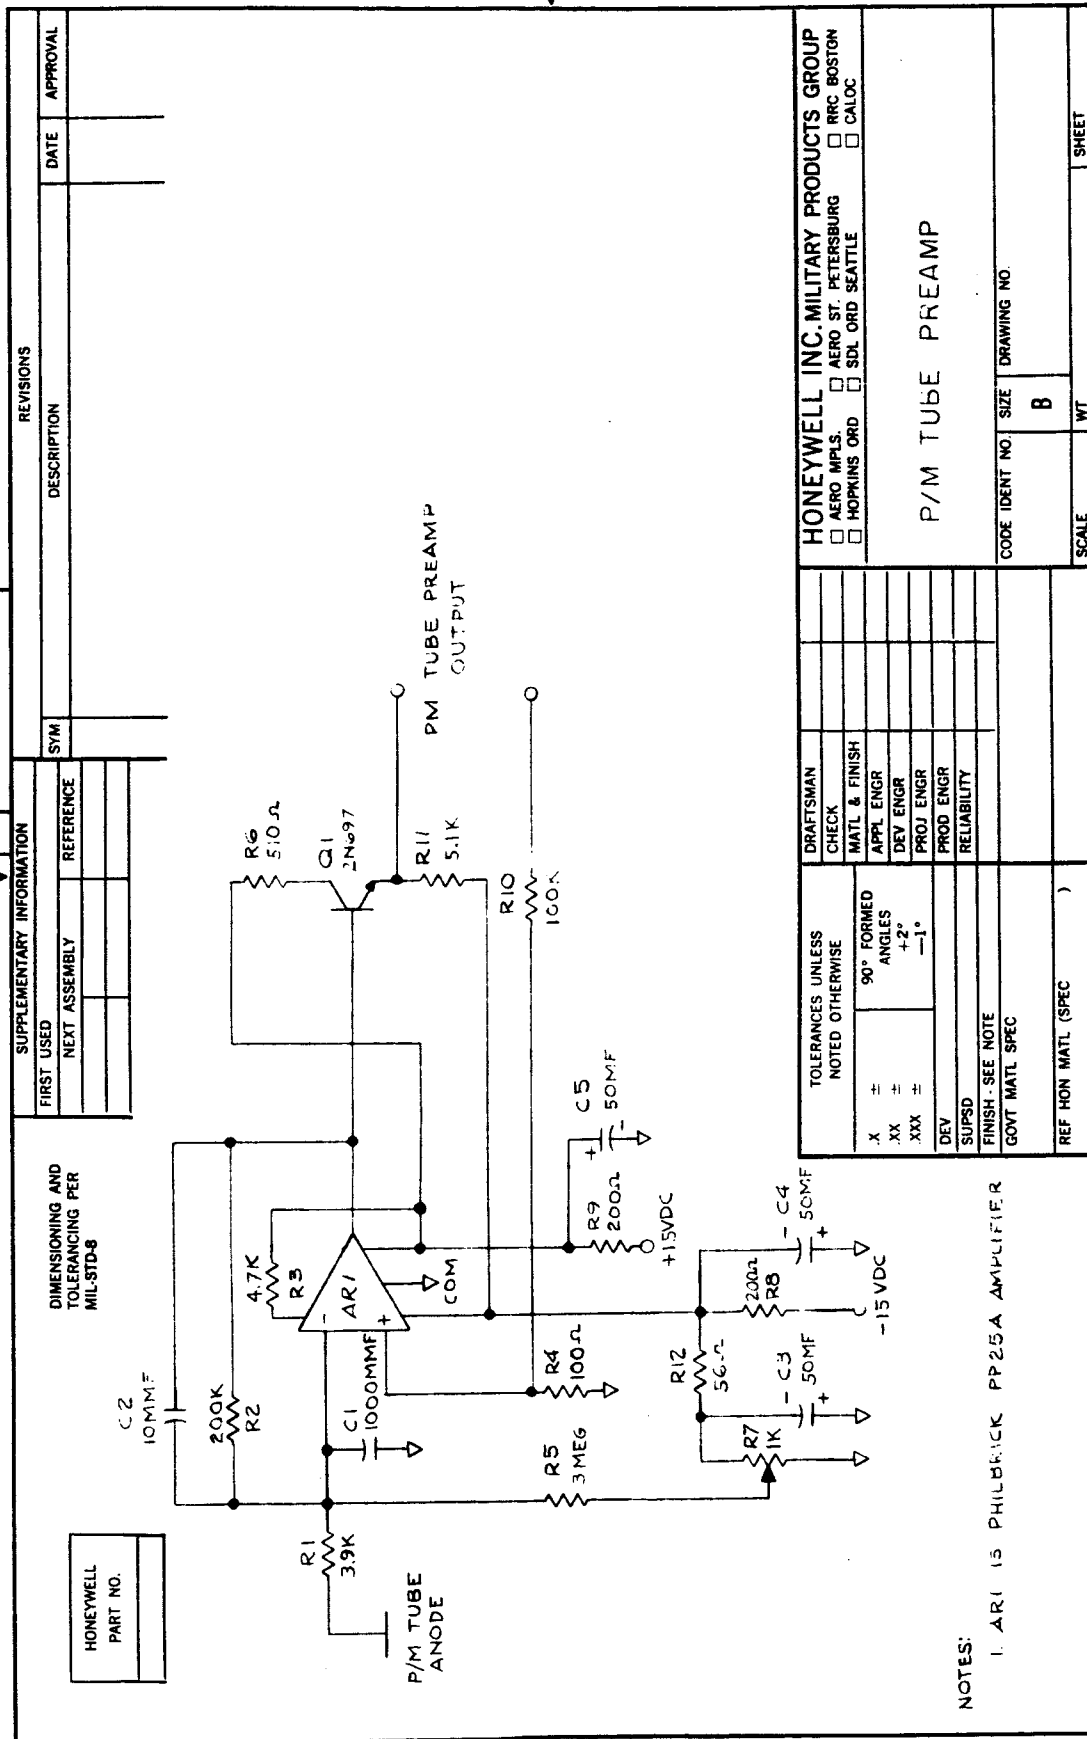 HONEYWELL
PART NO.
DIMENSIONING AND
TOLERANCING PER
MIL-STD-8
SUPPLEMENTARY INFORMATION
FIRST USED
NEXT ASSEMBLY
REFERENCE
REVISIONS
SYM
DESCRIPTION
DATE
APPROVAL
C2
10MMF
200K
R2
4.7K
R3
R6
510Ω
Q1
2N697
R1
3.9K
P/M TUBE
ANODE
C1
1000MMF
-
+
AR1
COM
PM TUBE PREAMP
OUTPUT
R11
5.1K
R10
100K
R5
3 MEG
R4
100Ω
C5
+
-
50MF
R9
200Ω
+15VDC
R12
56Ω
R7
1K
- C3
+ 50MF
200Ω
R8
-15 VDC
- C4
+ 50MF
NOTES:
1. AR1 IS PHILBRICK PP25A AMPLIFIER
TOLERANCES UNLESS
NOTED OTHERWISE
.X ±
.XX ±
.XXX ±
90° FORMED
ANGLES
+2°
—1°
DEV
SUPSD
FINISH - SEE NOTE
GOVT MATL SPEC
REF HON MATL (SPEC )
DRAFTSMAN
CHECK
MATL & FINISH
APPL ENGR
DEV ENGR
PROJ ENGR
PROD ENGR
RELIABILITY
HONEYWELL INC. MILITARY PRODUCTS GROUP
□ AERO MPLS. □ AERO ST. PETERSBURG □ RRC BOSTON
□ HOPKINS ORD □ SDL ORD SEATTLE □ CALOC
P/M TUBE PREAMP
CODE IDENT NO.
SIZE
B
DRAWING NO.
SCALE
WT
SHEET